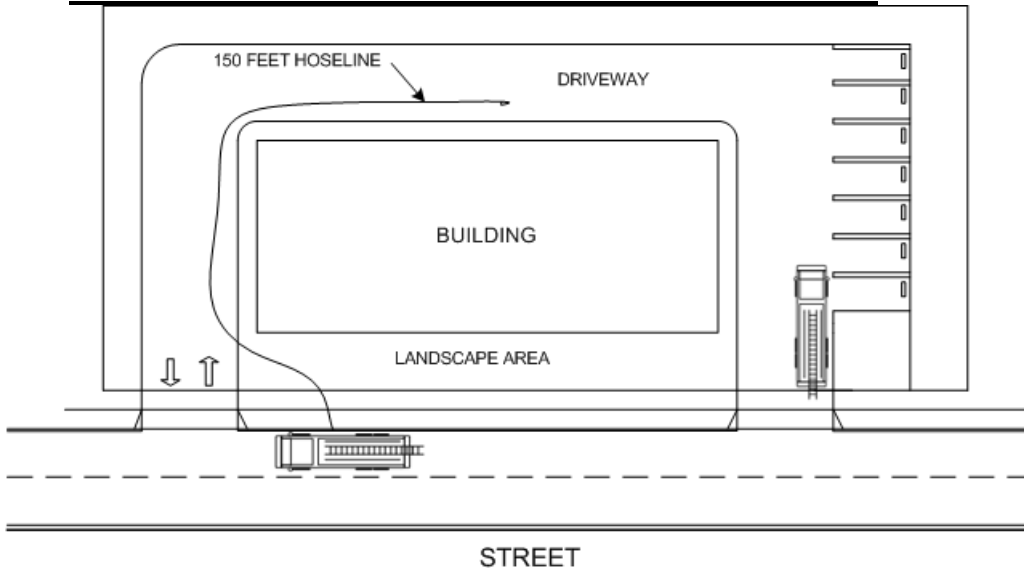 150 FEET HOSELINE
DRIVEWAY
BUILDING
LANDSCAPE AREA
STREET